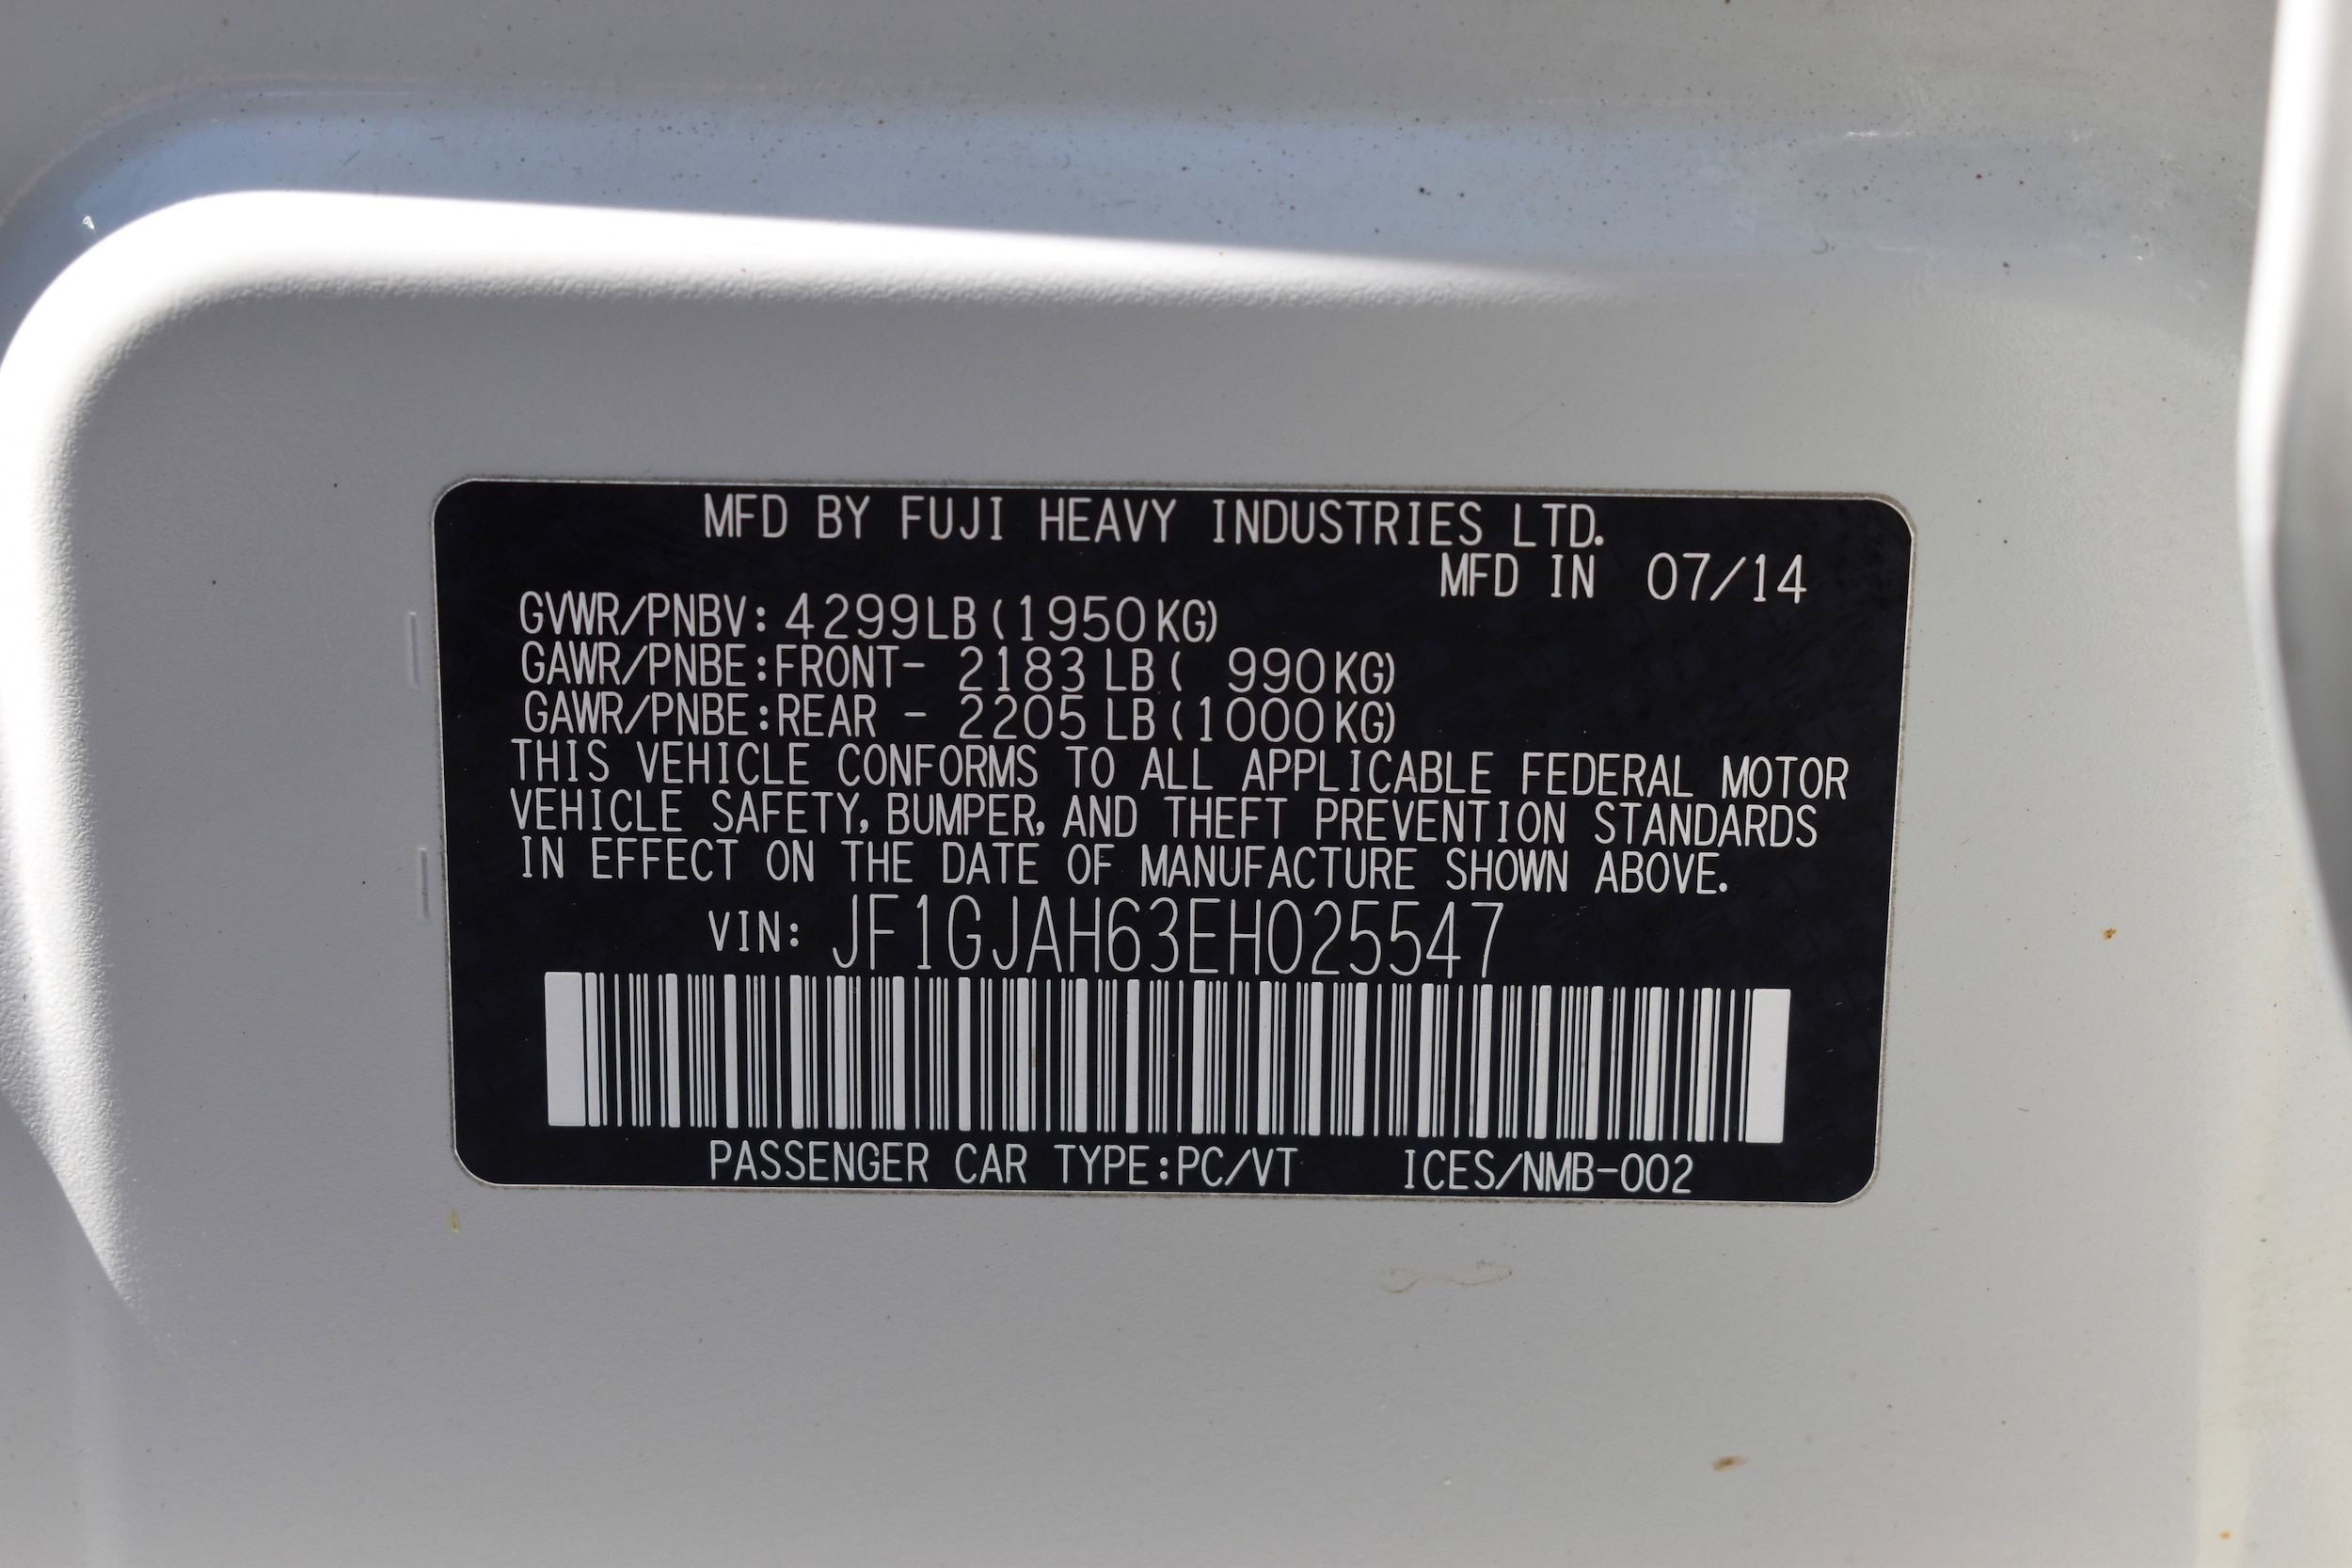 MFD BY FUJI HEAVY INDUSTRIES LTD.
MFD IN 07/14
GVWR/PNBV: 4299LB (1950KG)
GAWR/PNBE:FRONT- 2183 LB ( 990KG)
GAWR/PNBE:REAR - 2205 LB (1000KG)
THIS VEHICLE CONFORMS TO ALL APPLICABLE FEDERAL MOTOR
VEHICLE SAFETY, BUMPER, AND THEFT PREVENTION STANDARDS
IN EFFECT ON THE DATE OF MANUFACTURE SHOWN ABOVE.
VIN: JF1GJAH63EH025547
PASSENGER CAR TYPE:PC/VT ICES/NMB-002